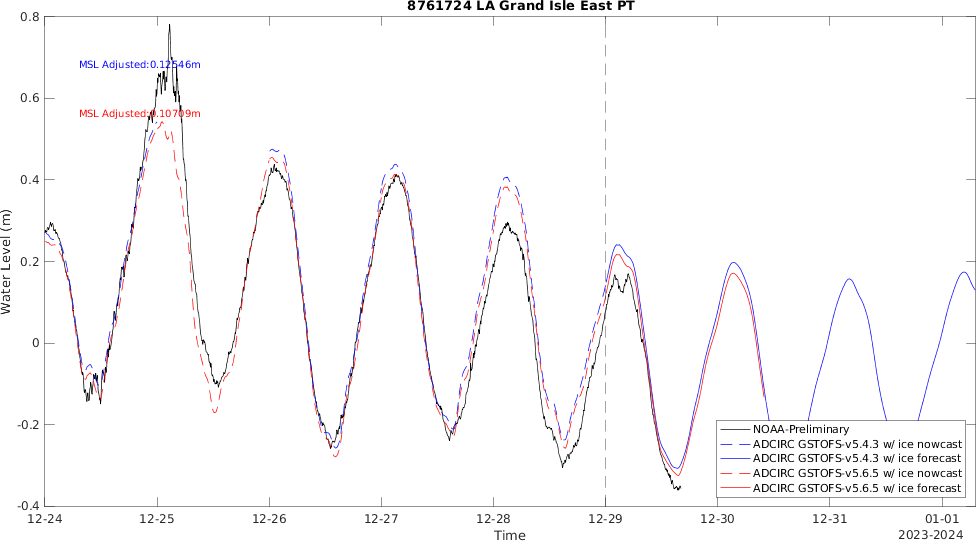 8761724 LA Grand Isle East PT
0.8
MSL Adjusted:0.12546m
0.6
MSL Adjusted:0.10709m
0.4
0.2
0
-0.2
-0.4
Water Level (m)
NOAA-Preliminary
ADCIRC GSTOFS-v5.4.3 w/ ice nowcast
ADCIRC GSTOFS-v5.4.3 w/ ice forecast
ADCIRC GSTOFS-v5.6.5 w/ ice nowcast
ADCIRC GSTOFS-v5.6.5 w/ ice forecast
12-24 12-25 12-26 12-27 12-28 12-29 12-30 12-31 01-01
Time
2023-2024